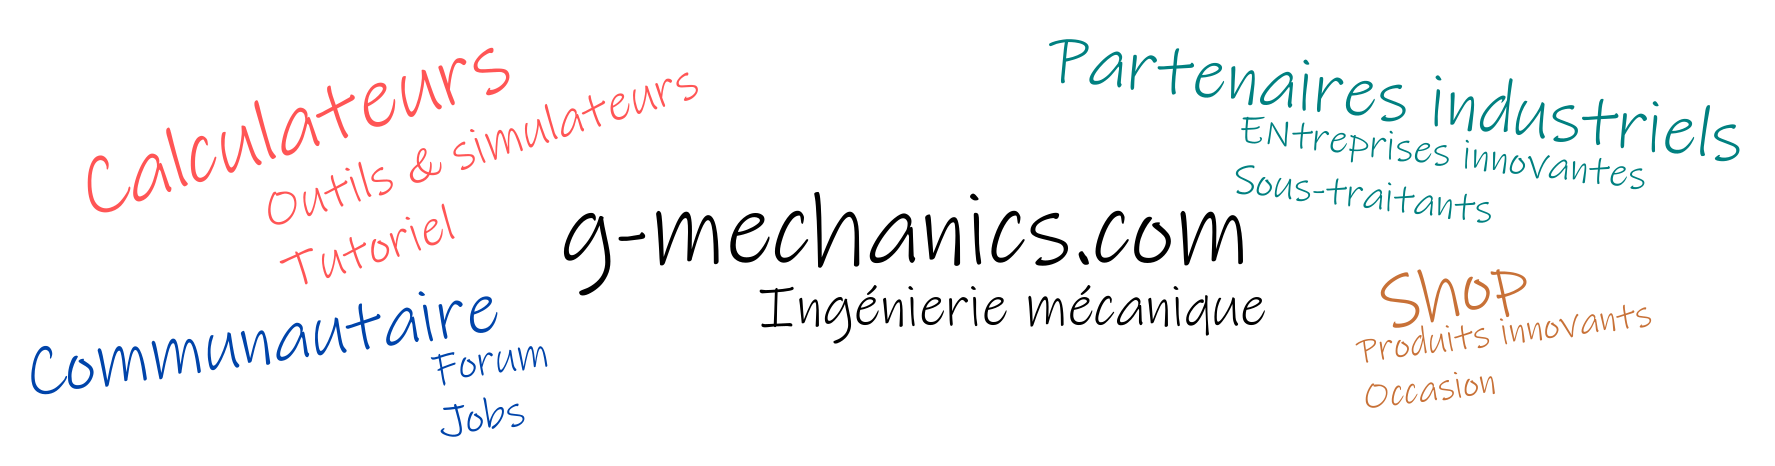 Calculateurs
Outils & simulateurs
Tutoriel
Communautaire
Forum
Jobs
g-mechanics.com
Ingénierie mécanique
Partenaires industriels
ENtreprises innovantes
Sous-traitants
Shop
Produits innovants
Occasion